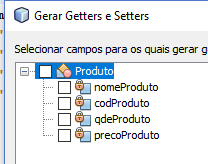 Gerar Getters e Setters
Selecionar campos para os quais gerar g
Produto
nomeProduto
codProduto
qdeProduto
precoProduto